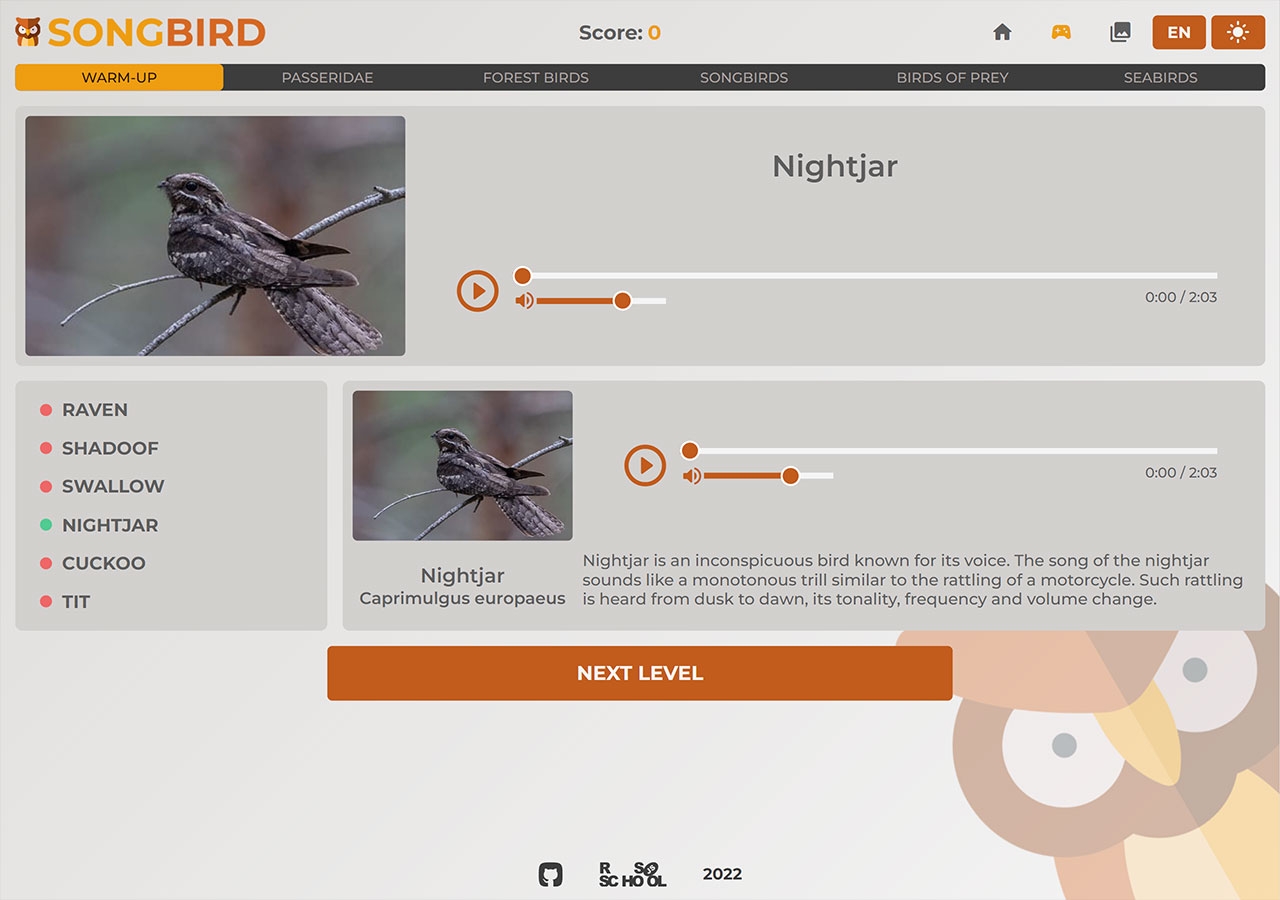 SONGBIRD
Score: 0
EN
WARM-UP
PASSERIDAE
FOREST BIRDS
SONGBIRDS
BIRDS OF PREY
SEABIRDS
Nightjar
0:00 / 2:03
RAVEN
SHADOOF
SWALLOW
NIGHTJAR
CUCKOO
TIT
0:00 / 2:03
Nightjar
Caprimulgus europaeus
Nightjar is an inconspicuous bird known for its voice. The song of the nightjar
sounds like a monotonous trill similar to the rattling of a motorcycle. Such rattling
is heard from dusk to dawn, its tonality, frequency and volume change.
NEXT LEVEL
RS
SCHOOL
2022